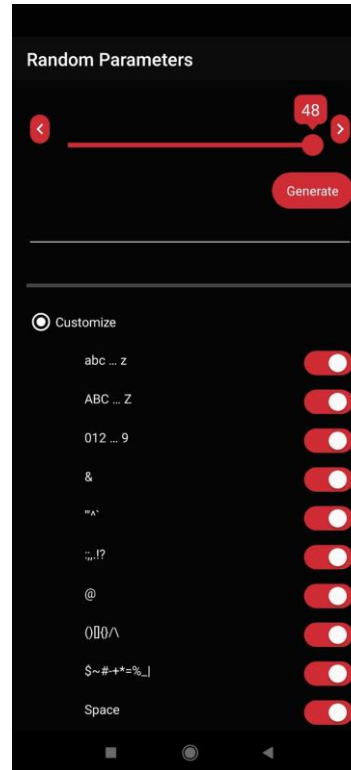 Random Parameters
48
Generate
Customize
abc ... z
ABC ... Z
012 ... 9
&
"'^`
:;,.!?
@
()[]{}/\
$~#-+*=%_|
Space